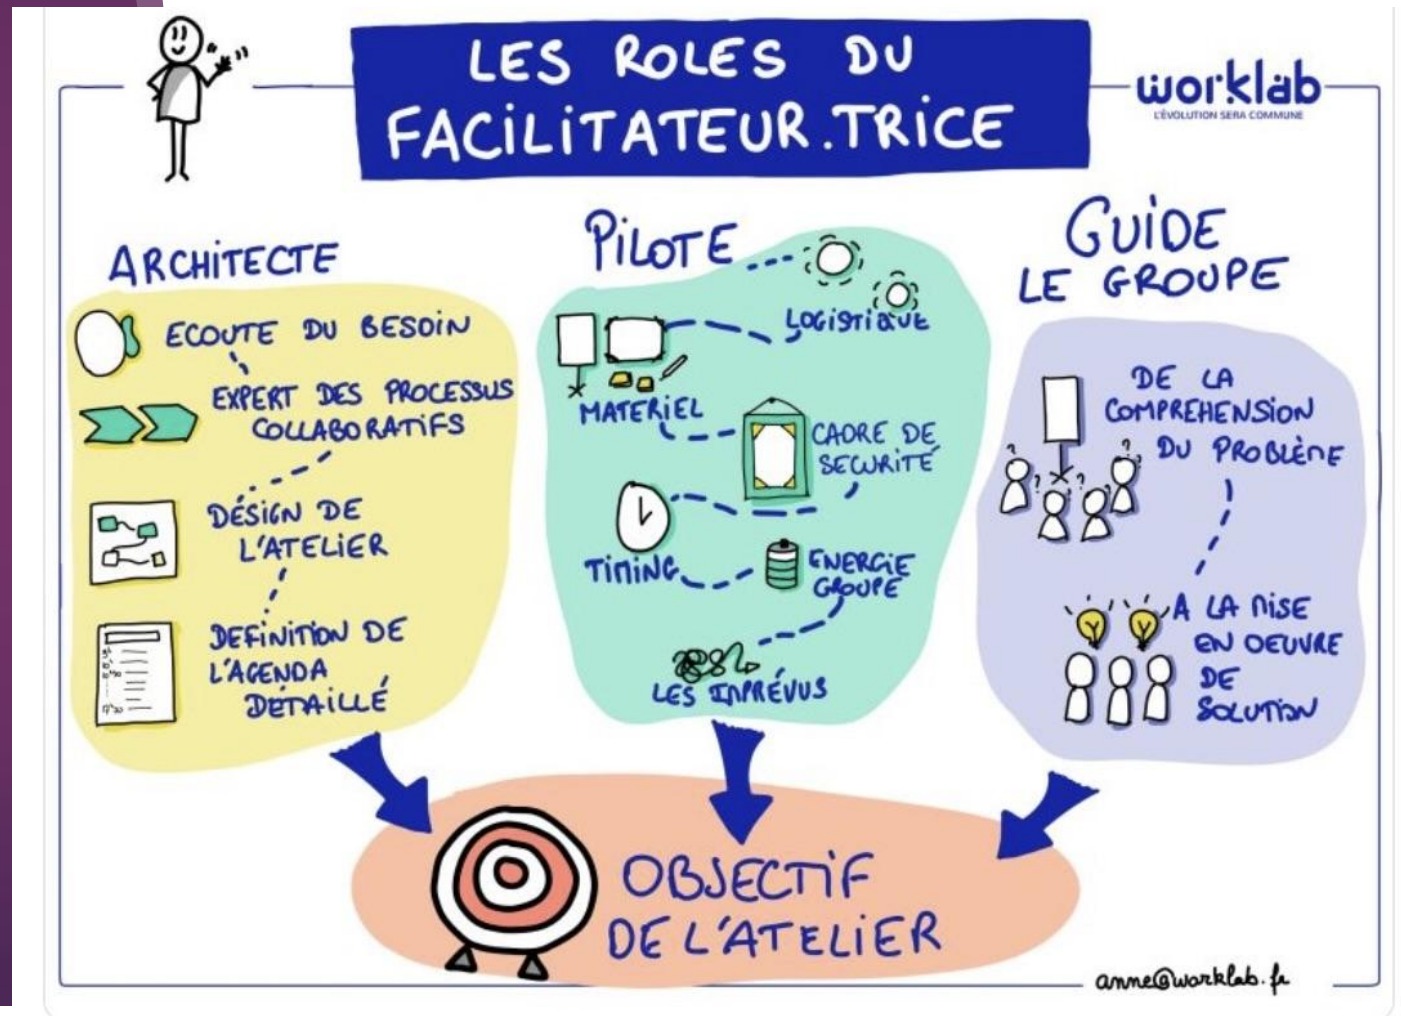 LES ROLES DU
FACILITATEUR.TRICE
worklab
L'ÉVOLUTION SERA COMMUNE
ARCHITECTE
ECOUTE DU BESOIN
EXPERT DES PROCESSUS
COLLABORATIFS
DÉSIGN DE
L'ATELIER
DEFINITION DE
L'AGENDA
DÉTAILLÉ
PILOTE
LOGISTIQUE
MATERIEL
CADRE DE
SECURITÉ
TIMING
ENERGIE
GROUPE
LES IMPRÉVUS
GUIDE
LE GROUPE
DE LA
COMPREHENSION
DU PROBLÈME
A LA MISE
EN OEUVRE
DE
SOLUTION
OBJECTIF
DE L'ATELIER
anne@worklab.fr